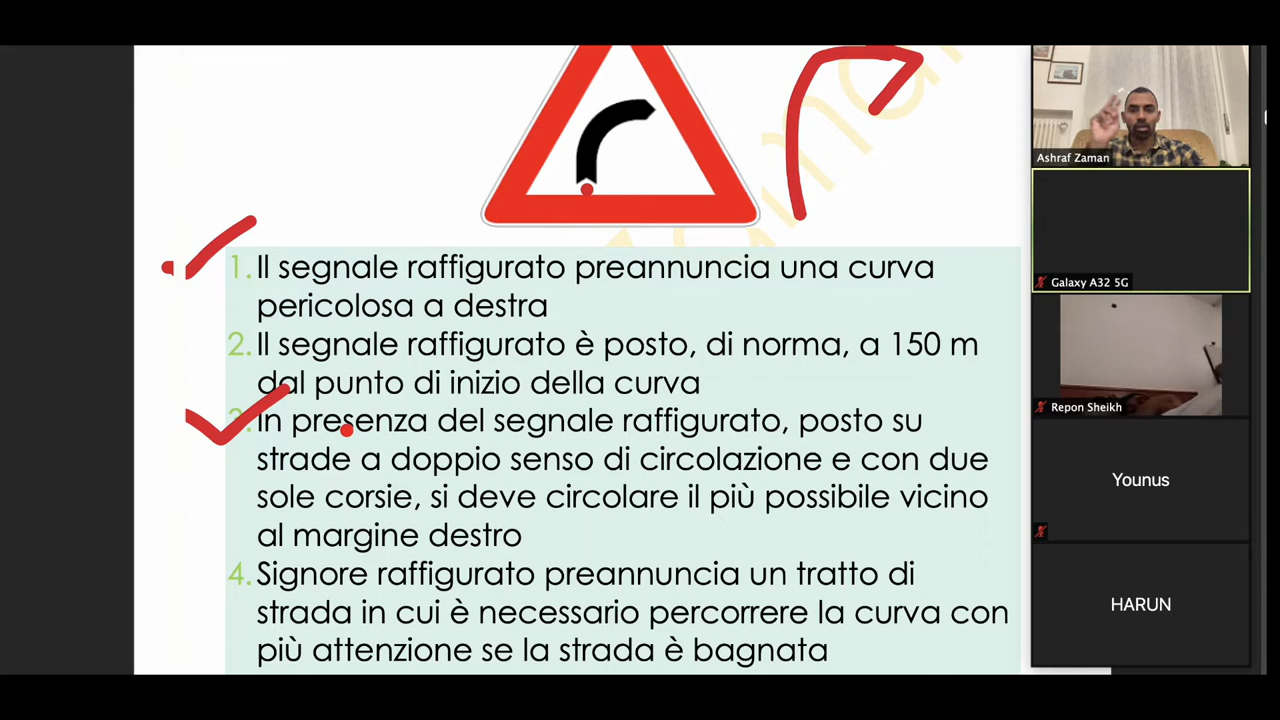 1. Il segnale raffigurato preannuncia una curva
pericolosa a destra
2. Il segnale raffigurato è posto, di norma, a 150 m
dal punto di inizio della curva
3. In presenza del segnale raffigurato, posto su
strade a doppio senso di circolazione e con due
sole corsie, si deve circolare il più possibile vicino
al margine destro
4. Signore raffigurato preannuncia un tratto di
strada in cui è necessario percorrere la curva con
più attenzione se la strada è bagnata
Ashraf Zaman
Galaxy A32 5G
Repon Sheikh
Younus
HARUN